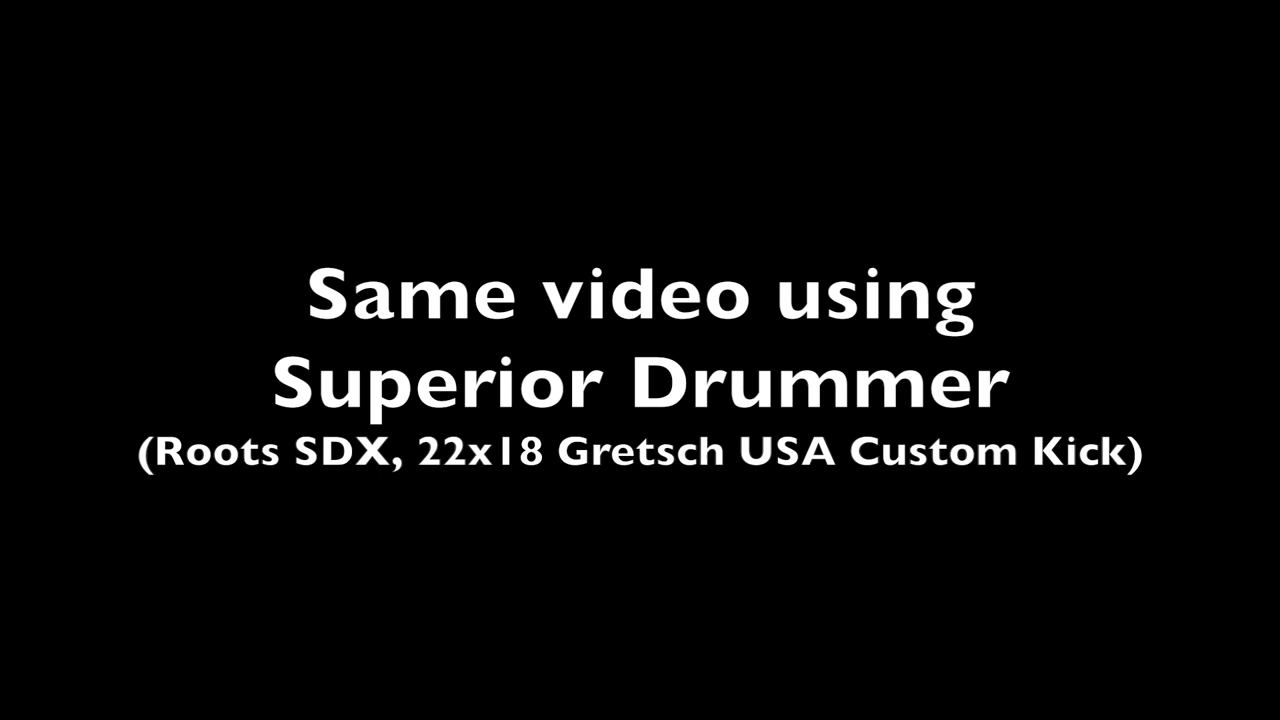 Same video using
Superior Drummer
(Roots SDX, 22x18 Gretsch USA Custom Kick)